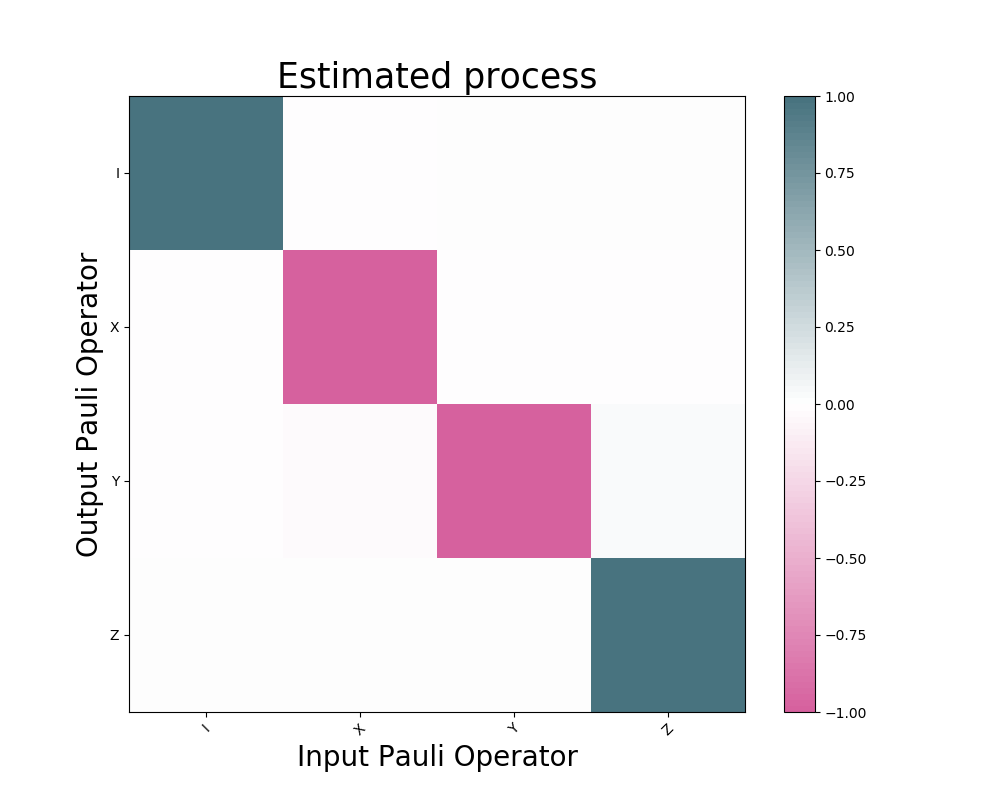 Estimated process
Output Pauli Operator
I
X
Y
Z
I
X
Y
Z
Input Pauli Operator
1.00
0.75
0.50
0.25
0.00
−0.25
−0.50
−0.75
−1.00